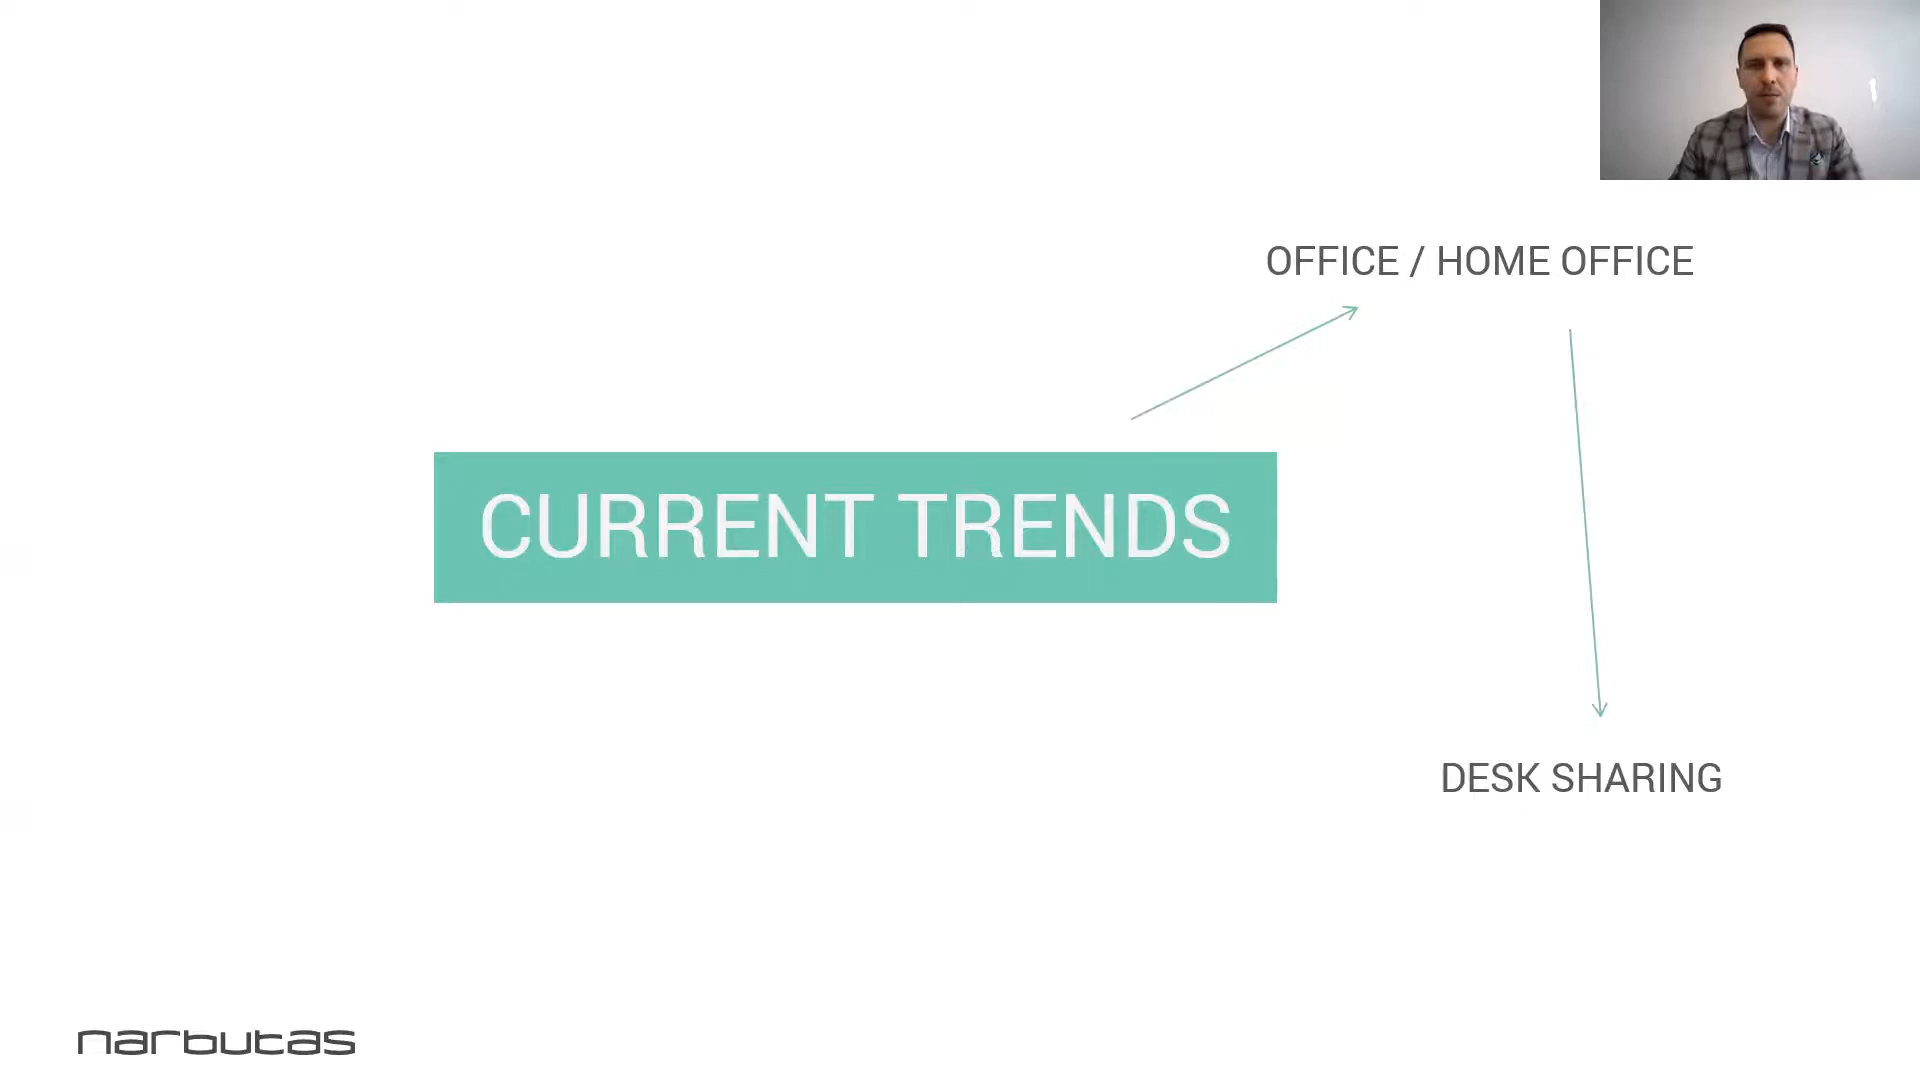 OFFICE / HOME OFFICE
CURRENT TRENDS
DESK SHARING
narbutas